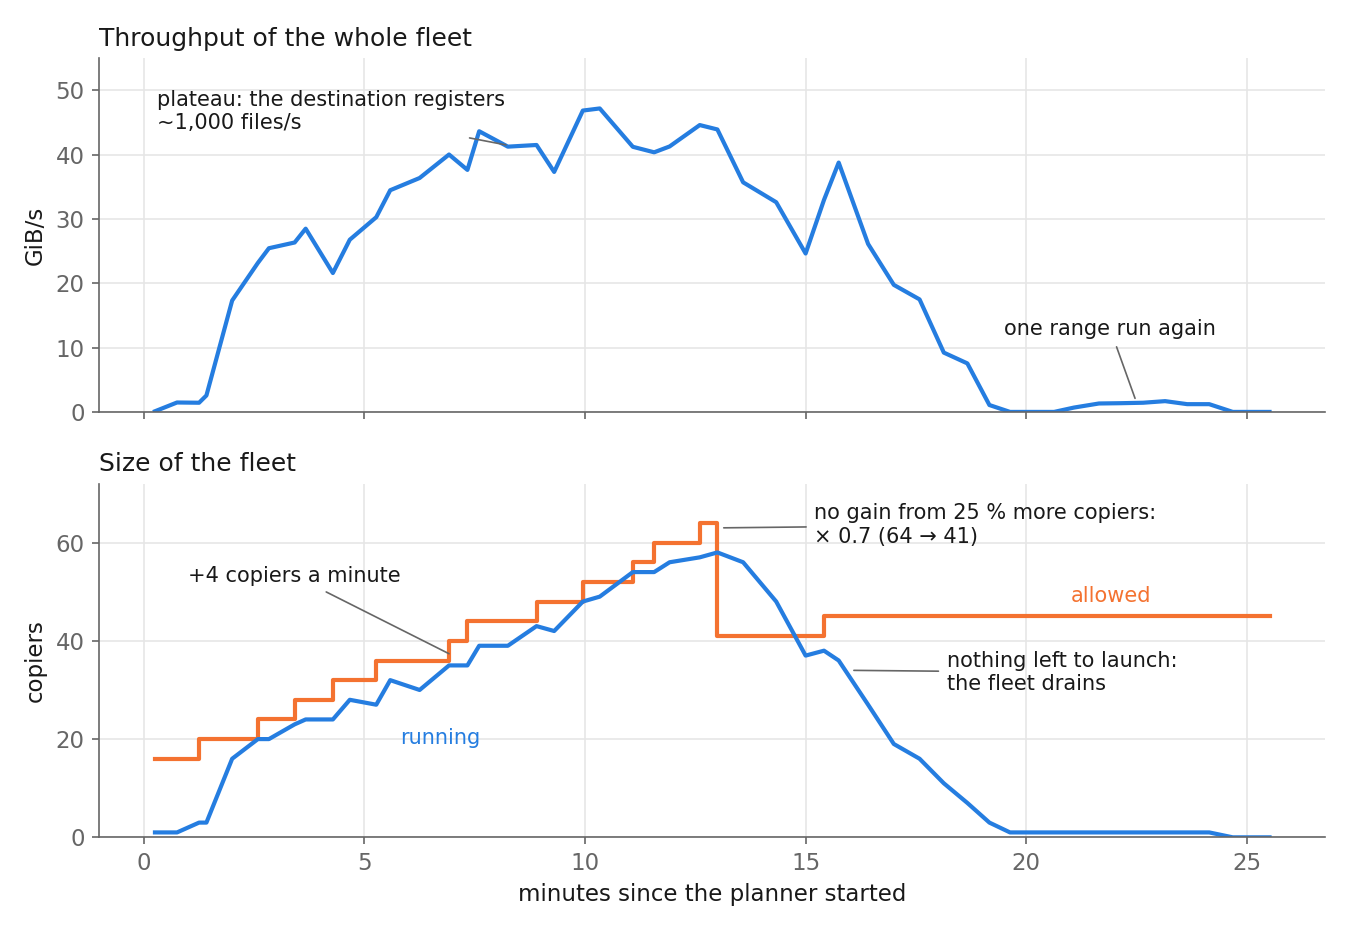 Throughput of the whole fleet
50
40
30
20
10
0
GiB/s
plateau: the destination registers
~1,000 files/s
one range run again
Size of the fleet
60
40
20
0
copiers
no gain from 25 % more copiers:
× 0.7 (64 → 41)
+4 copiers a minute
allowed
nothing left to launch:
the fleet drains
running
0 5 10 15 20 25
minutes since the planner started